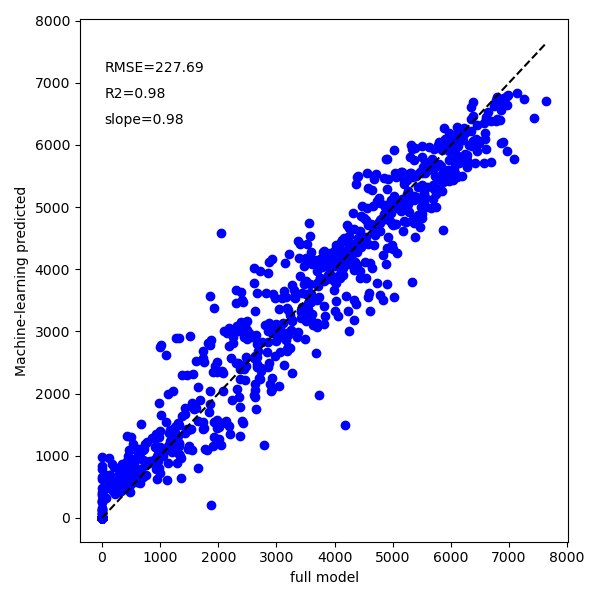 RMSE=227.69
R2=0.98
slope=0.98
Machine-learning predicted
8000
7000
6000
5000
4000
3000
2000
1000
0
0 1000 2000 3000 4000 5000 6000 7000 8000
full model